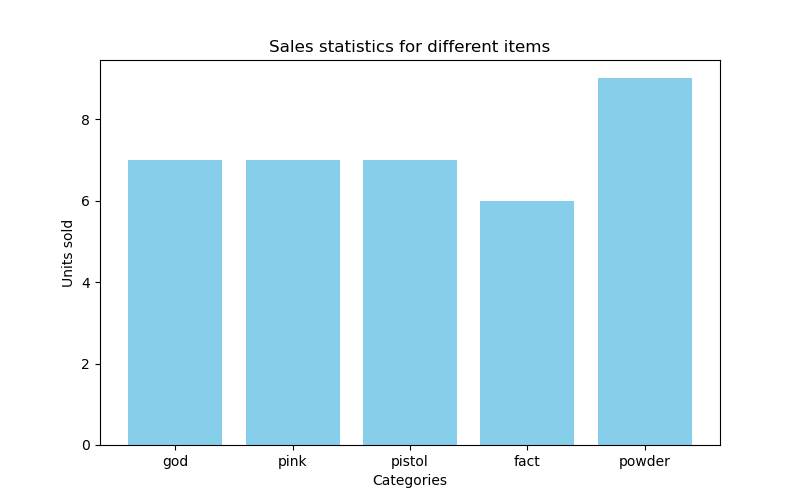 Sales statistics for different items
Units sold
8
6
4
2
0
god pink pistol fact powder
Categories